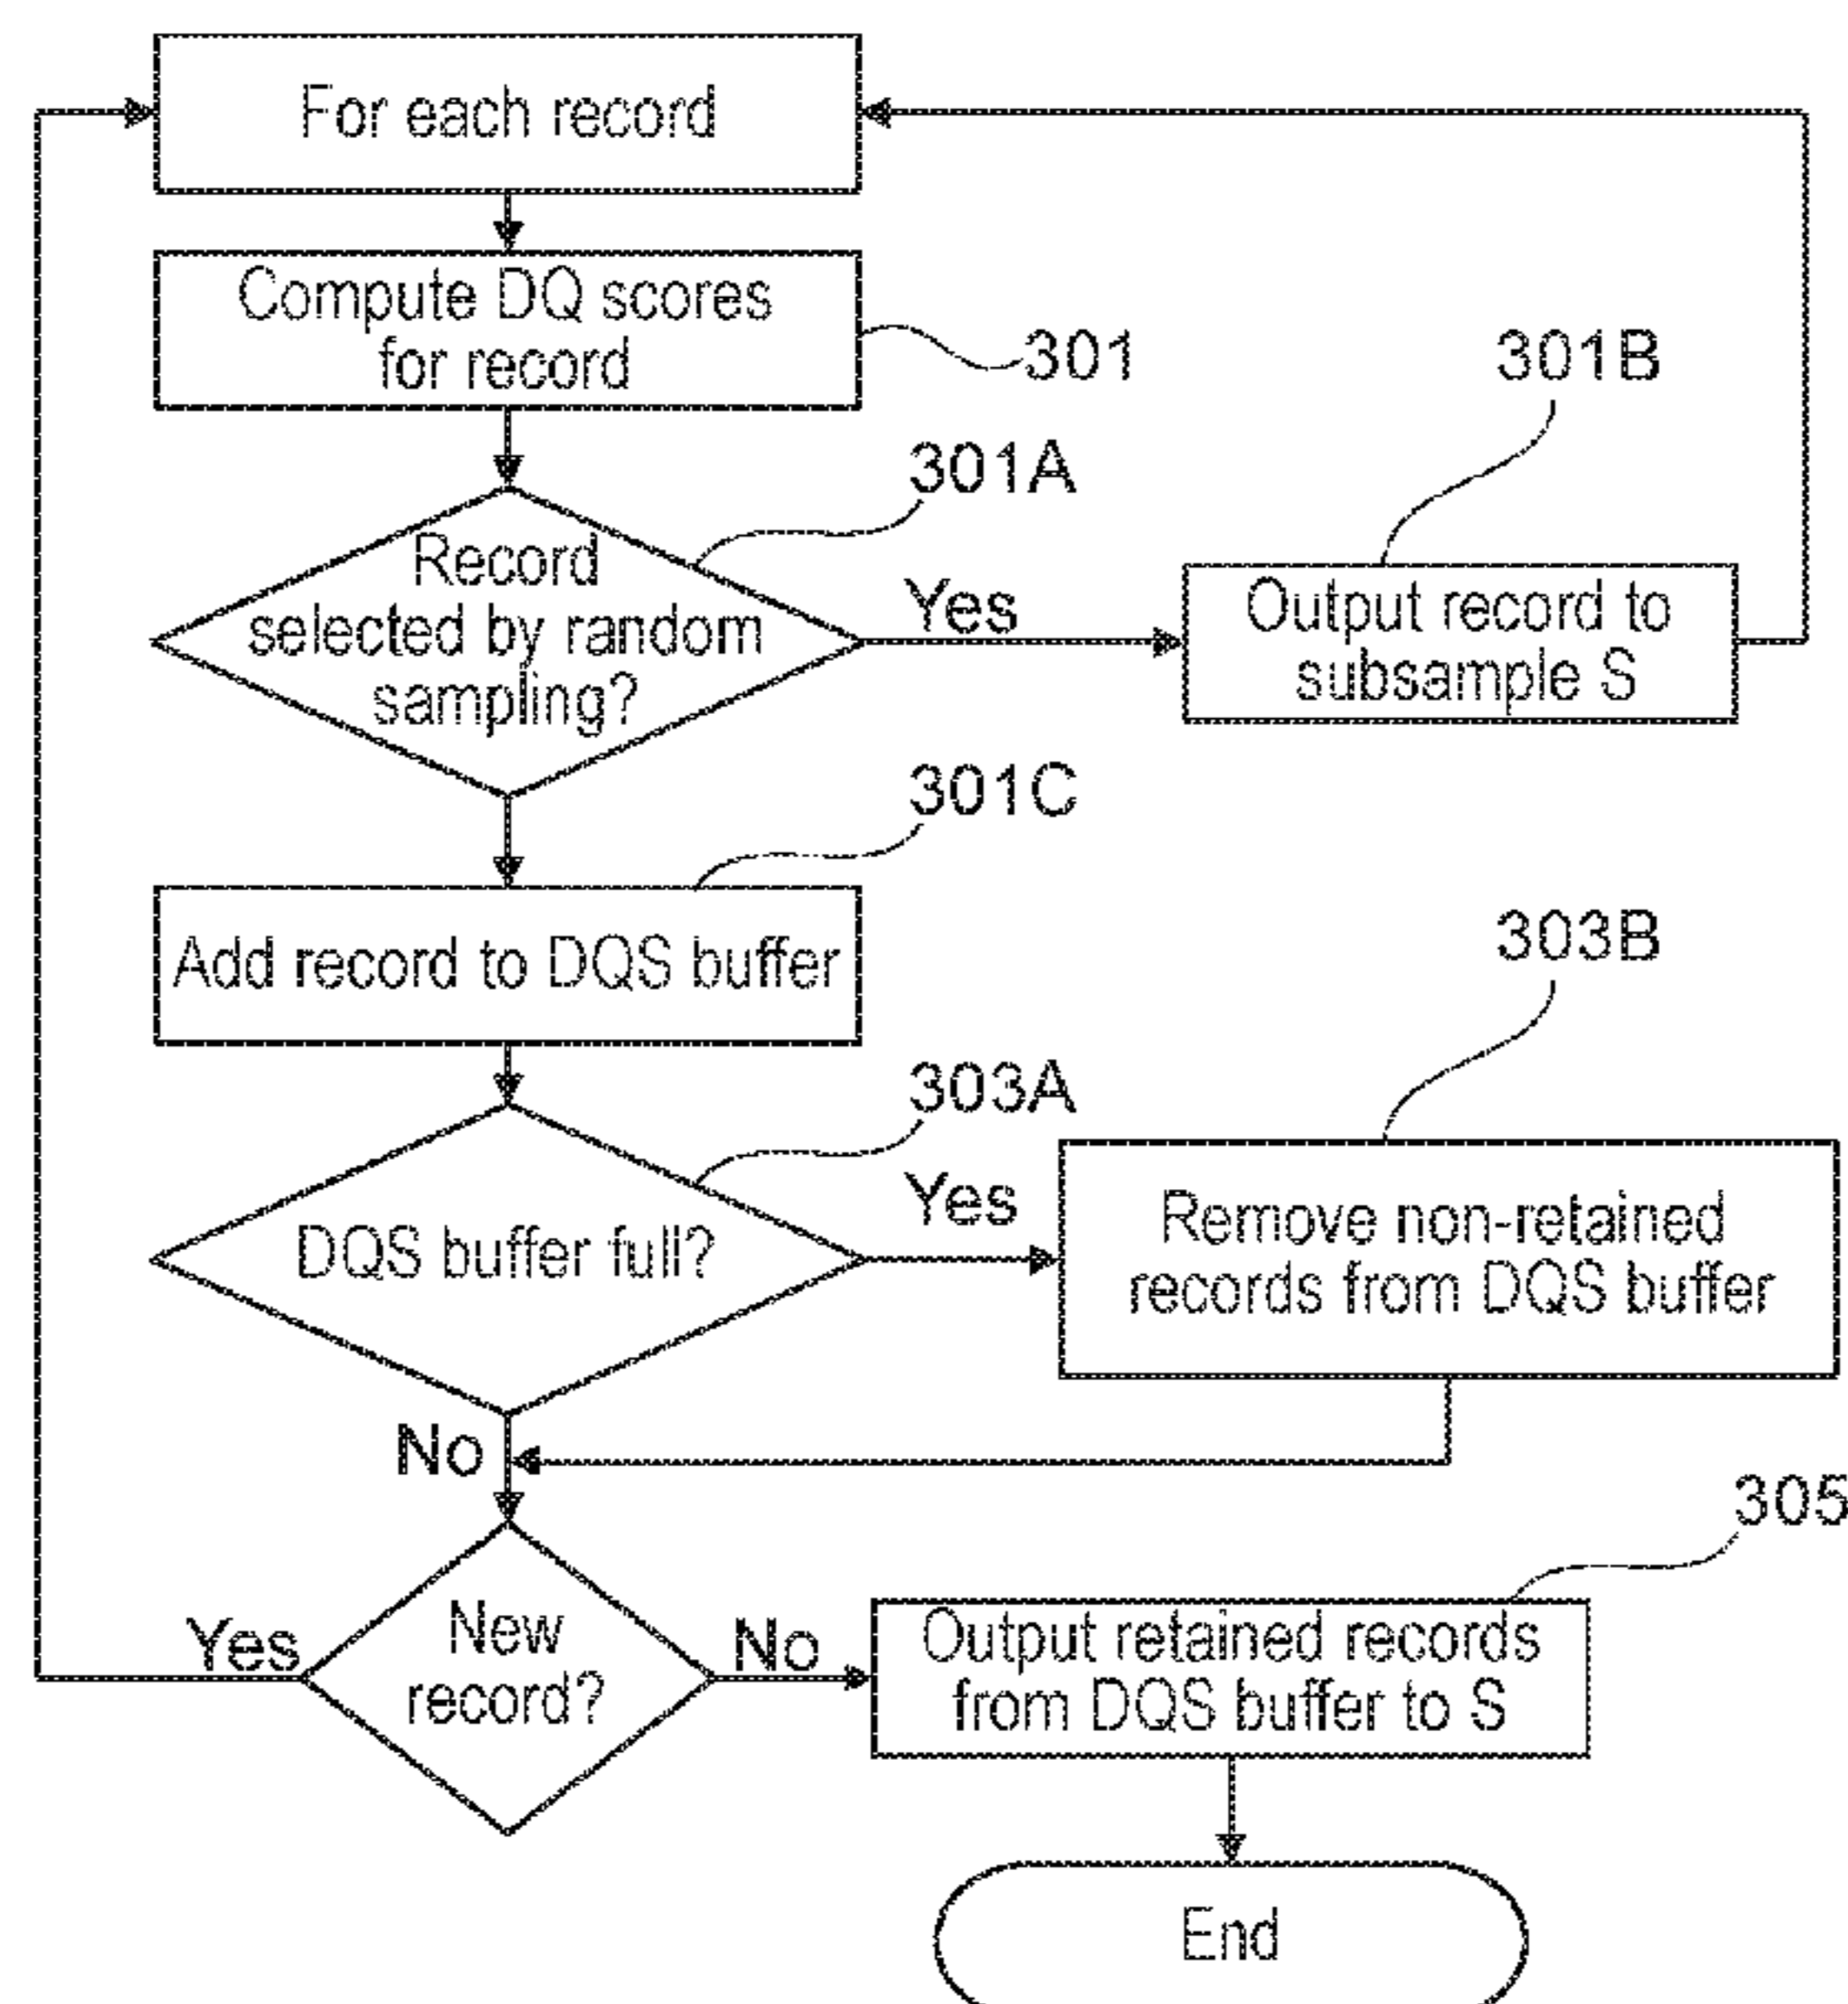 For each record
Compute DQ scores
for record
301
301B
301A
Record
selected by random
sampling?
Yes
Output record to
subsample S
301C
Add record to DQS buffer
303B
303A
DQS buffer full?
Yes
Remove non-retained
records from DQS buffer
No
305
Yes
New
record?
No
Output retained records
from DQS buffer to S
End